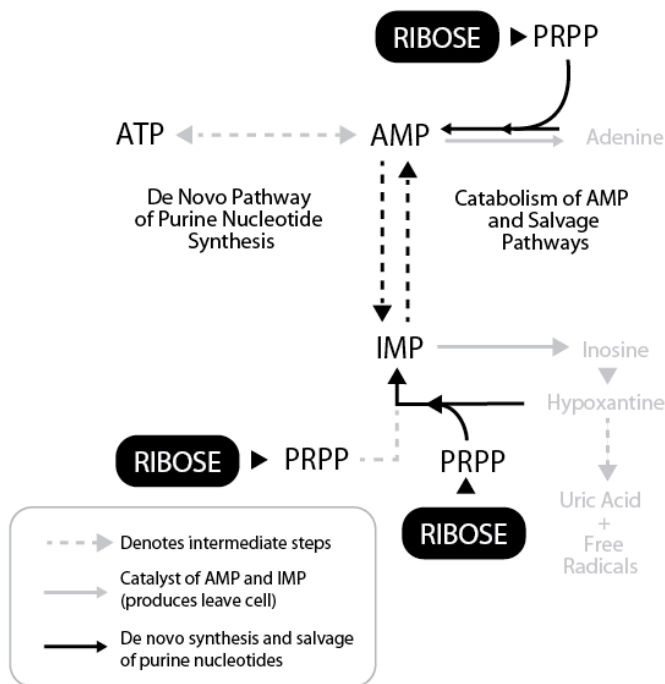 RIBOSE
PRPP
ATP
AMP
Adenine
De Novo Pathway
of Purine Nucleotide
Synthesis
Catabolism of AMP
and Salvage
Pathways
IMP
Inosine
Hypoxantine
RIBOSE
PRPP
PRPP
RIBOSE
Uric Acid
+
Free
Radicals
Denotes intermediate steps
Catalyst of AMP and IMP
(produces leave cell)
De novo synthesis and salvage
of purine nucleotides